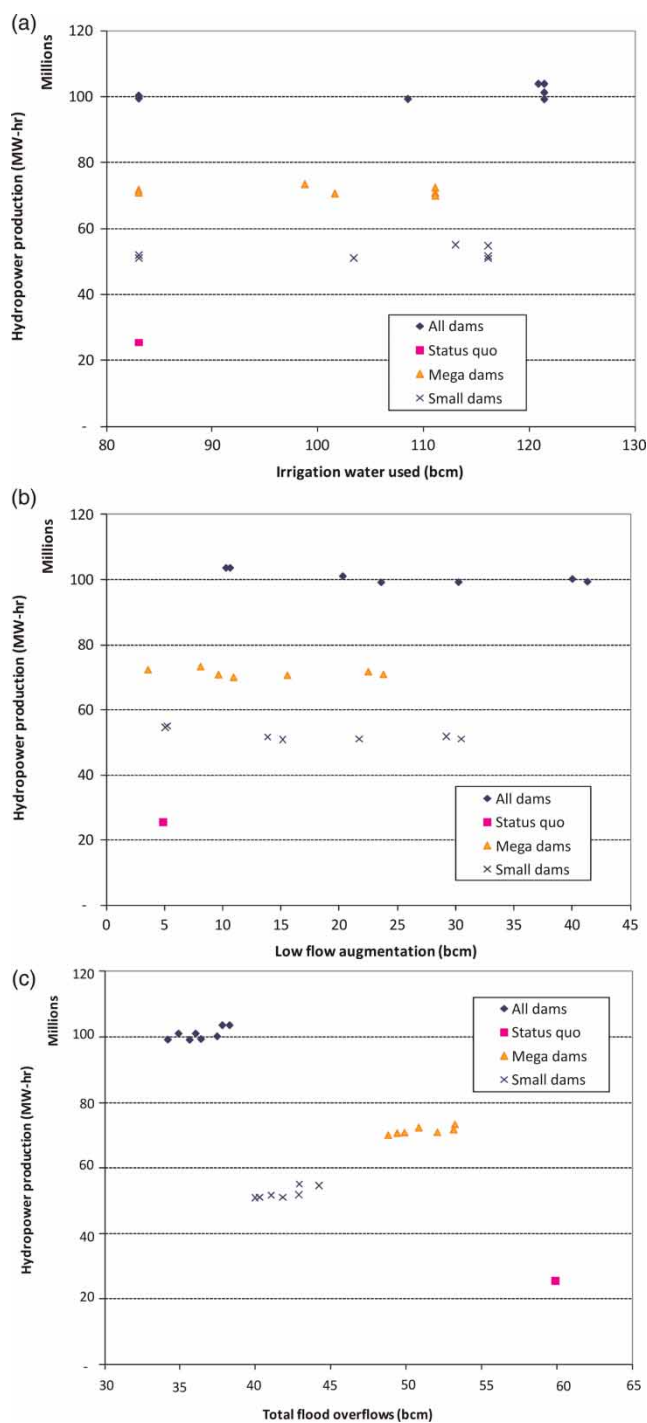 (a)
120
Millions
100
80
60
40
20
-
Hydropower production (MW-hr)
All dams
Status quo
Mega dams
Small dams
80 90 100 110 120 130
Irrigation water used (bcm)
(b)
120
Millions
100
80
60
40
20
-
Hydropower production (MW-hr)
All dams
Status quo
Mega dams
Small dams
0 5 10 15 20 25 30 35 40 45
Low flow augmentation (bcm)
(c)
120
Millions
100
80
60
40
20
-
Hydropower production (MW-hr)
All dams
Status quo
Mega dams
Small dams
30 35 40 45 50 55 60 65
Total flood overflows (bcm)